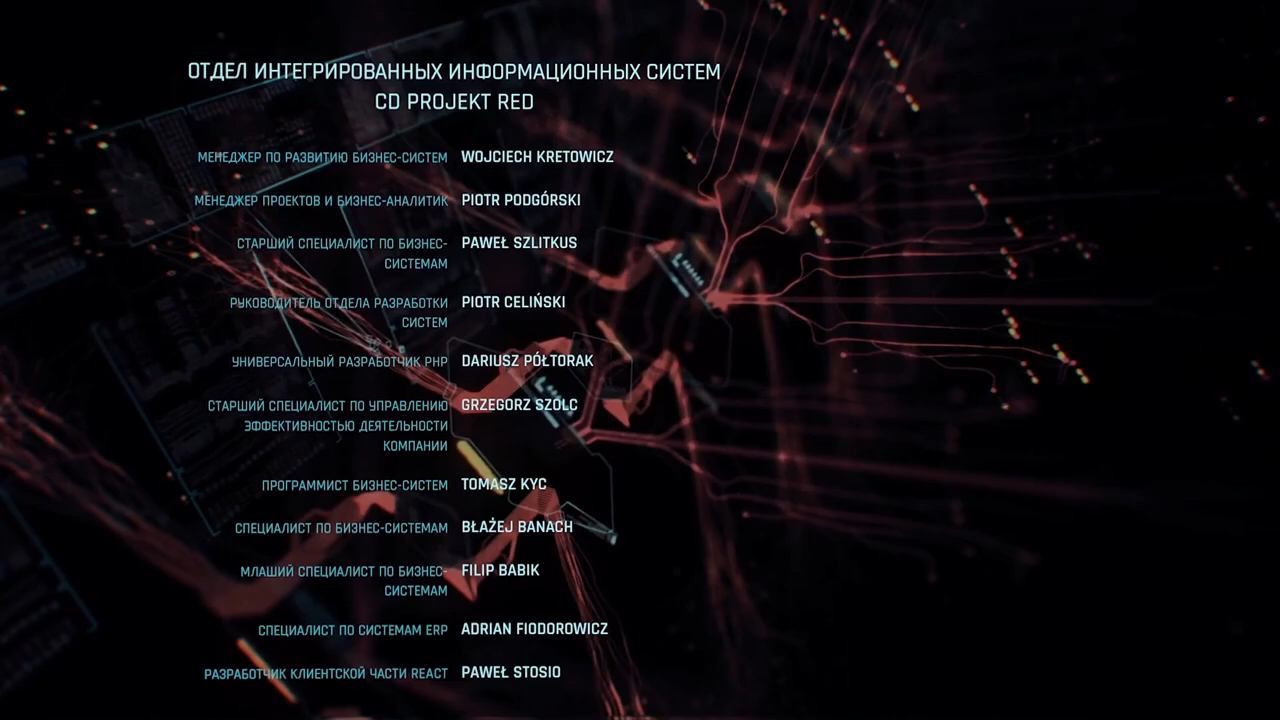 ОТДЕЛ ИНТЕГРИРОВАННЫХ ИНФОРМАЦИОННЫХ СИСТЕМ
CD PROJEKT RED
МЕНЕДЖЕР ПО РАЗВИТИЮ БИЗНЕС-СИСТЕМ WOJCIECH KRETOWICZ
МЕНЕДЖЕР ПРОЕКТОВ И БИЗНЕС-АНАЛИТИК PIOTR PODGÓRSKI
СТАРШИЙ СПЕЦИАЛИСТ ПО БИЗНЕС- PAWEŁ SZLITKUS
СИСТЕМАМ
РУКОВОДИТЕЛЬ ОТДЕЛА РАЗРАБОТКИ PIOTR CELIŃSKI
СИСТЕМ
УНИВЕРСАЛЬНЫЙ РАЗРАБОТЧИК PHP DARIUSZ PÓŁTORAK
СТАРШИЙ СПЕЦИАЛИСТ ПО УПРАВЛЕНИЮ GRZEGORZ SZOLC
ЭФФЕКТИВНОСТЬЮ ДЕЯТЕЛЬНОСТИ
КОМПАНИИ
ПРОГРАММИСТ БИЗНЕС-СИСТЕМ TOMASZ KYC
СПЕЦИАЛИСТ ПО БИЗНЕС-СИСТЕМАМ BŁAŻEJ BANACH
МЛАШИЙ СПЕЦИАЛИСТ ПО БИЗНЕС- FILIP BABIK
СИСТЕМАМ
СПЕЦИАЛИСТ ПО СИСТЕМАМ ERP ADRIAN FIODOROWICZ
РАЗРАБОТЧИК КЛИЕНТСКОЙ ЧАСТИ REACT PAWEŁ STOSIO